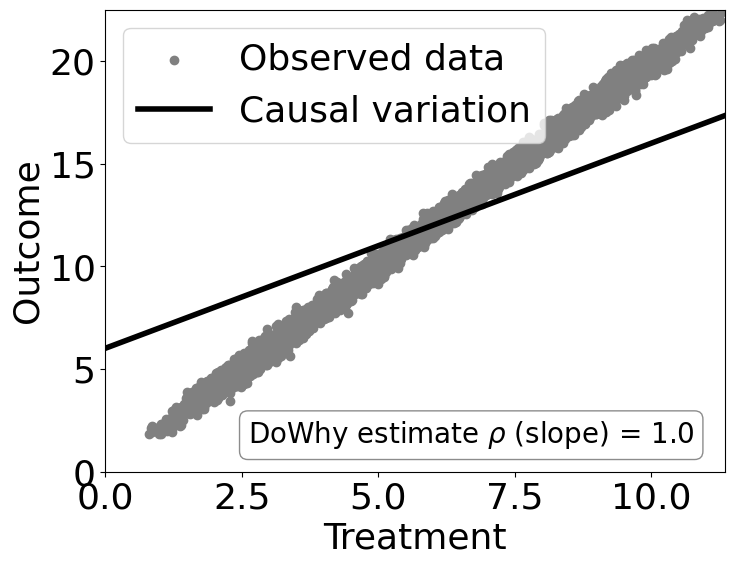 Observed data
Causal variation
20
15
10
5
0
Outcome
DoWhy estimate ρ (slope) = 1.0
0.0 2.5 5.0 7.5 10.0
Treatment